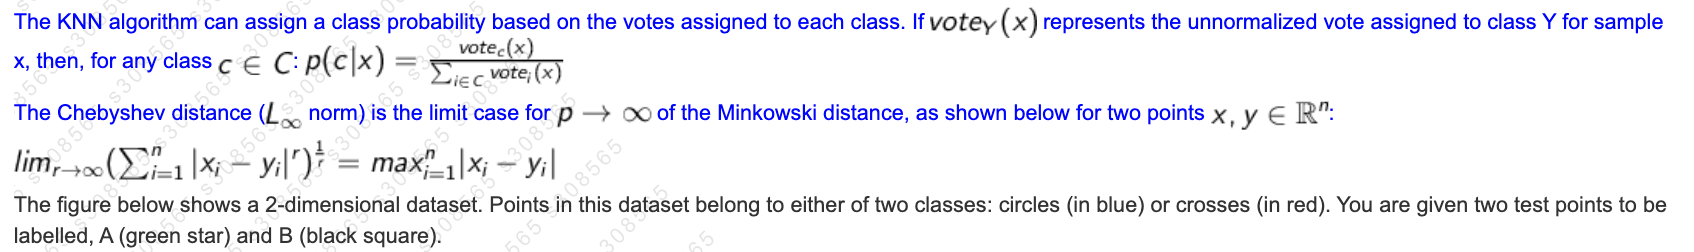 The KNN algorithm can assign a class probability based on the votes assigned to each class. If vote_Y(x) represents the unnormalized vote assigned to class Y for sample
x, then, for any class c ∈ C: p(c|x) = vote_c(x) / ∑_{i∈C} vote_i(x)
The Chebyshev distance (L_∞ norm) is the limit case for p → ∞ of the Minkowski distance, as shown below for two points x, y ∈ ℝⁿ:
lim_{r→∞}(∑_{i=1}^n |x_i − y_i|^r)^{1/r} = max_{i=1}^n |x_i − y_i|
The figure below shows a 2-dimensional dataset. Points in this dataset belong to either of two classes: circles (in blue) or crosses (in red). You are given two test points to be
labelled, A (green star) and B (black square).